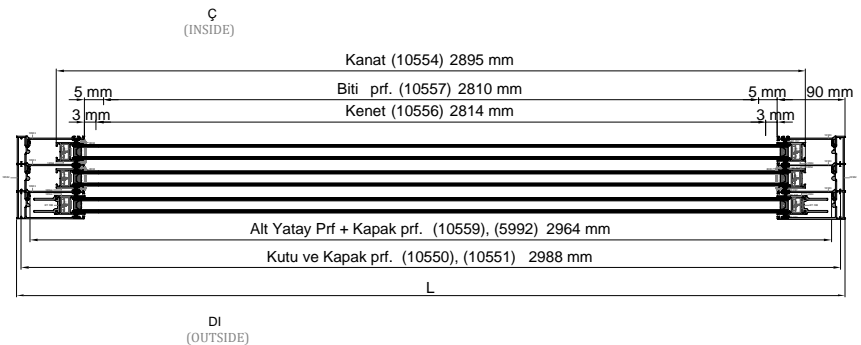 Ç
(INSIDE)
Kanat (10554) 2895 mm
5 mm
Biti prf. (10557) 2810 mm
5 mm
90 mm
3 mm
Kenet (10556) 2814 mm
3 mm
Alt Yatay Prf + Kapak prf. (10559), (5992) 2964 mm
Kutu ve Kapak prf. (10550), (10551) 2988 mm
L
DI
(OUTSIDE)